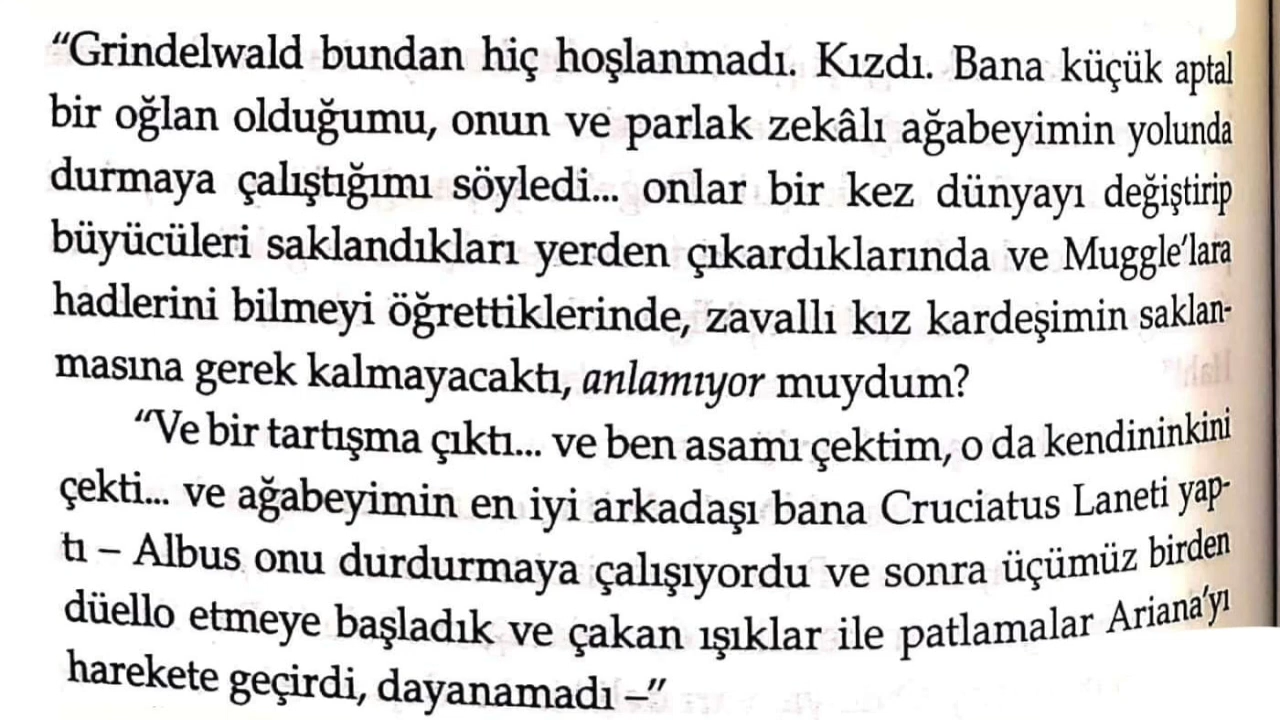 “Grindelwald bundan hiç hoşlanmadı. Kızdı. Bana küçük aptal
bir oğlan olduğumu, onun ve parlak zekâlı ağabeyimin yolunda
durmaya çalıştığımı söyledi... onlar bir kez dünyayı değiştirip
büyücüleri saklandıkları yerden çıkardıklarında ve Muggle’lara
hadlerini bilmeyi öğrettiklerinde, zavallı kız kardeşimin saklan-
masına gerek kalmayacaktı, anlamıyor muydum?
“Ve bir tartışma çıktı... ve ben asamı çektim, o da kendininkini
çekti... ve ağabeyimin en iyi arkadaşı bana Cruciatus Laneti yap-
tı – Albus onu durdurmaya çalışıyordu ve sonra üçümüz birden
düello etmeye başladık ve çakan ışıklar ile patlamalar Ariana’yı
harekete geçirdi, dayanamadı –”